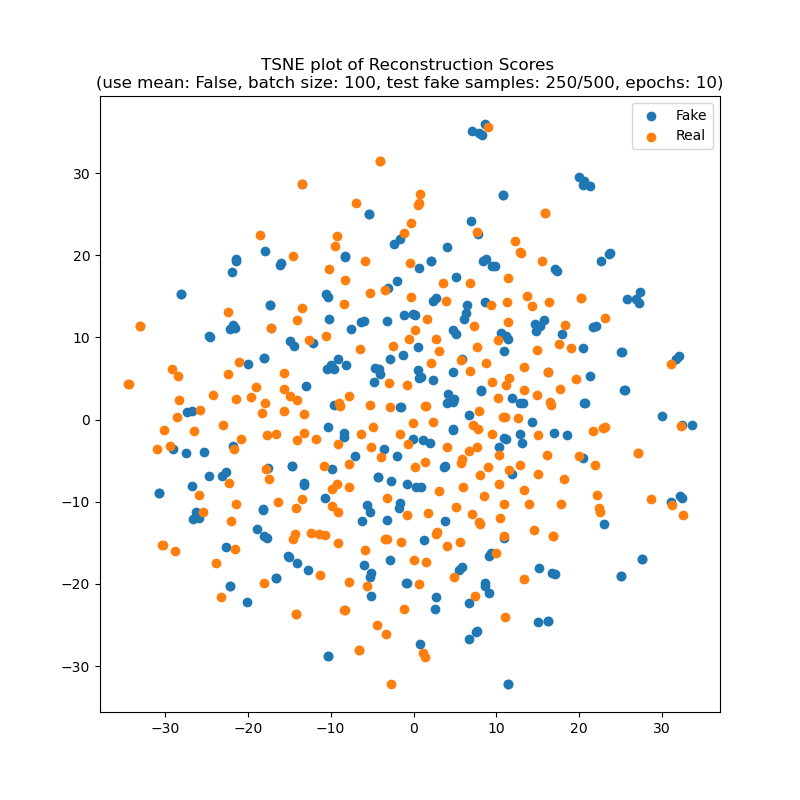 TSNE plot of Reconstruction Scores
(use mean: False, batch size: 100, test fake samples: 250/500, epochs: 10)
Fake
Real
30
20
10
0
−10
−20
−30
−30 −20 −10 0 10 20 30